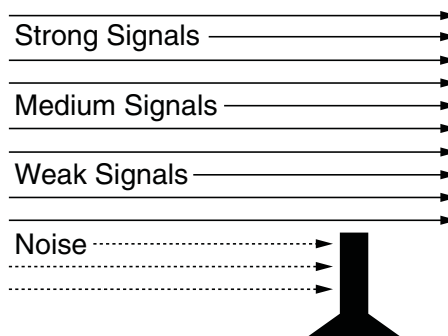 Strong Signals
Medium Signals
Weak Signals
Noise